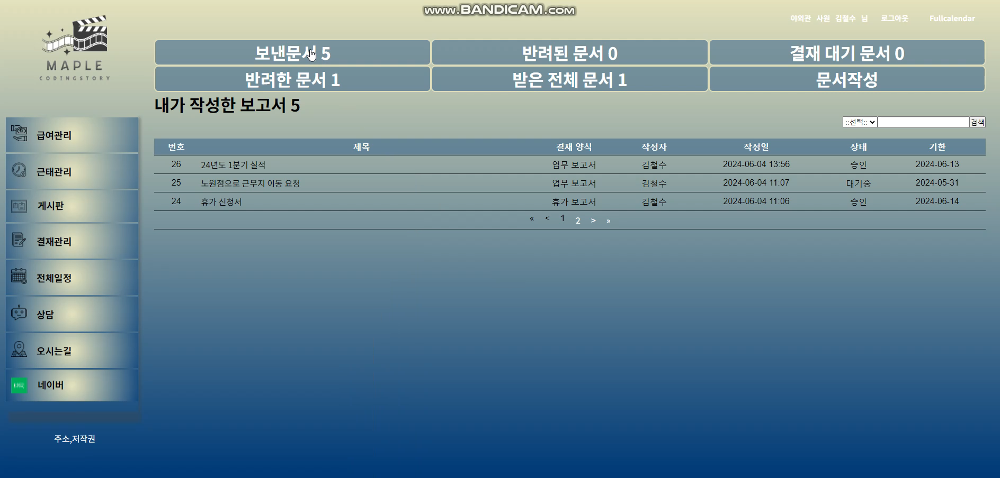 www.BANDICAM.com
야외관 사원 김철수 님 로그아웃 Fullcalendar
MAPLE
CODINGSTORY
보낸문서 5 반려된 문서 0 결재 대기 문서 0
반려한 문서 1 받은 전체 문서 1 문서작성
내가 작성한 보고서 5
::선택:: 검색
번호 제목 결재 양식 작성자 작성일 상태 기한
26 24년도 1분기 실적 업무 보고서 김철수 2024-06-04 13:56 승인 2024-06-13
25 노원점으로 근무지 이동 요청 업무 보고서 김철수 2024-06-04 11:07 대기중 2024-05-31
24 휴가 신청서 휴가 보고서 김철수 2024-06-04 11:06 승인 2024-06-14
« < 1 2 > »
급여관리
근태관리
게시판
결재관리
전체일정
상담
오시는길
네이버
주소,저작권